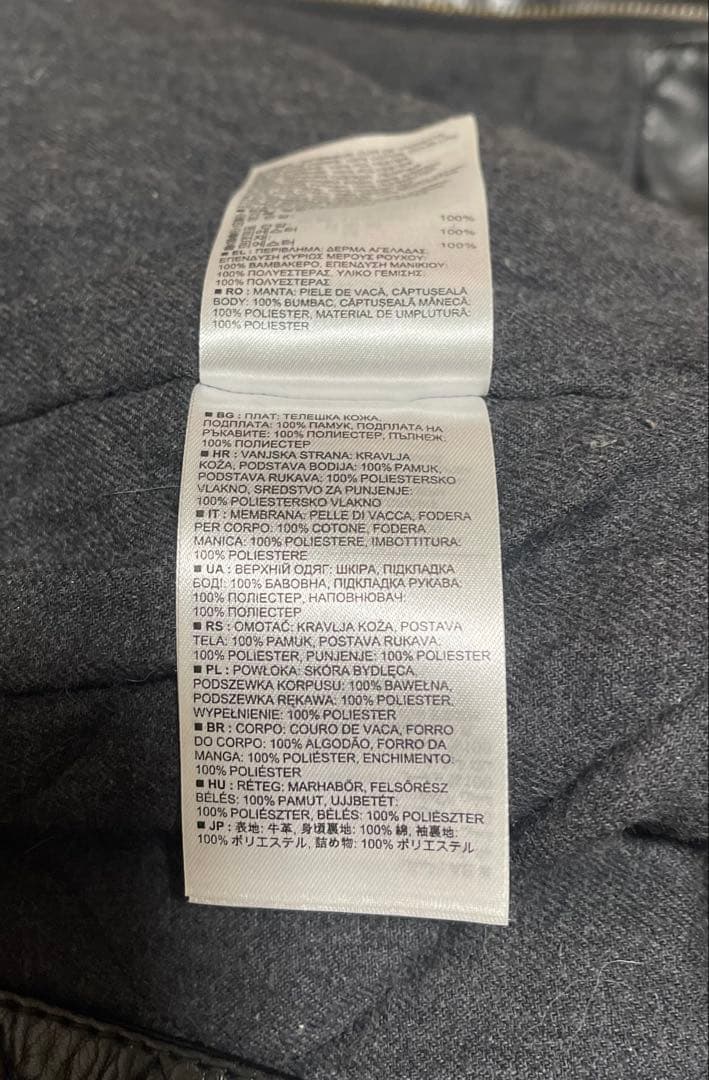 100%
100%
100%
■ EL : ΠΕΡΙΒΛΗΜΑ: ΔΕΡΜΑ ΑΓΕΛΑΔΑΣ,
ΕΠΕΝΔΥΣΗ ΚΥΡΙΩΣ ΜΕΡΟΥΣ ΡΟΥΧΟΥ:
100% ΒΑΜΒΑΚΕΡΟ, ΕΠΕΝΔΥΣΗ ΜΑΝΙΚΙΟΥ:
100% ΠΟΛΥΕΣΤΕΡΑΣ, ΥΛΙΚΟ ΓΕΜΙΣΗΣ:
100% ΠΟΛΥΕΣΤΕΡΑΣ
■ RO : MANTA: PIELE DE VACĂ, CĂPTUȘEALĂ
BODY: 100% BUMBAC, CĂPTUȘEALĂ MÂNECĂ:
100% POLIESTER, MATERIAL DE UMPLUTURĂ:
100% POLIESTER
■ BG : ПЛАТ: ТЕЛЕШКА КОЖА,
ПОДПЛАТА: 100% ПАМУК, ПОДПЛАТА НА
РЪКАВИТЕ: 100% ПОЛИЕСТЕР, ПЪЛНЕЖ:
100% ПОЛИЕСТЕР
■ HR : VANJSKA STRANA: KRAVLJA
KOŽA, PODSTAVA BODIJA: 100% PAMUK,
PODSTAVA RUKAVA: 100% POLIESTERSKO
VLAKNO, SREDSTVO ZA PUNJENJE:
100% POLIESTERSKO VLAKNO
■ IT : MEMBRANA: PELLE DI VACCA, FODERA
PER CORPO: 100% COTONE, FODERA
MANICA: 100% POLIESTERE, IMBOTTITURA:
100% POLIESTERE
■ UA : ВЕРХНІЙ ОДЯГ: ШКІРА, ПІДКЛАДКА
БОДІ: 100% БАВОВНА, ПІДКЛАДКА РУКАВА:
100% ПОЛІЕСТЕР, НАПОВНЮВАЧ:
100% ПОЛІЕСТЕР
■ RS : OMOTAČ: KRAVLJA KOŽA, POSTAVA
TELA: 100% PAMUK, POSTAVA RUKAVA:
100% POLIESTER, PUNJENJE: 100% POLIESTER
■ PL : POWŁOKA: SKÓRA BYDLĘCA,
PODSZEWKA KORPUSU: 100% BAWEŁNA,
PODSZEWKA RĘKAWA: 100% POLIESTER,
WYPEŁNIENIE: 100% POLIESTER
■ BR : CORPO: COURO DE VACA, FORRO
DO CORPO: 100% ALGODÃO, FORRO DA
MANGA: 100% POLIÉSTER, ENCHIMENTO:
100% POLIÉSTER
■ HU : RÉTEG: MARHABŐR, FELSŐRÉSZ
BÉLÉS: 100% PAMUT, UJJBETÉT:
100% POLIÉSZTER, BÉLÉS: 100% POLIÉSZTER
■ JP : 表地: 牛革, 身頃裏地: 100% 綿, 袖裏地:
100% ポリエステル, 詰め物: 100% ポリエステル